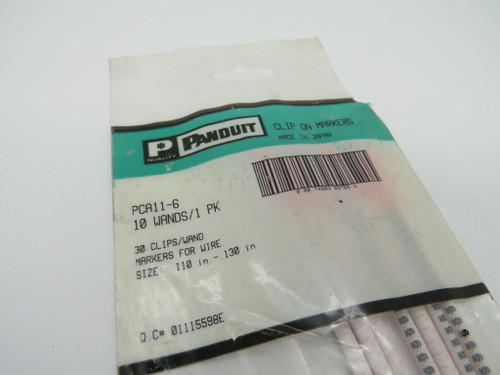 P PANDUIT
QUALITY
CLIP ON MARKERS
MADE IN JAPAN
PCA11-6
10 WANDS/1 PK
30 CLIPS/WAND
MARKERS FOR WIRE
SIZE: 110 in - 130 in
Q.C# 01115598E